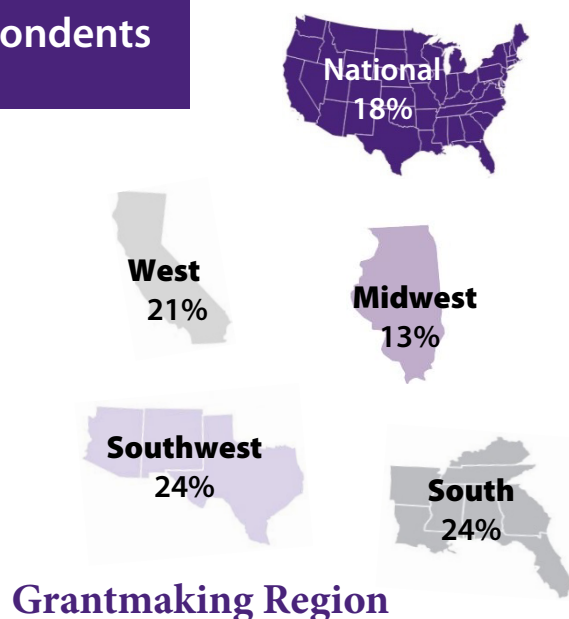 ondents
National
18%
West
21%
Midwest
13%
Southwest
24%
South
24%
Grantmaking Region